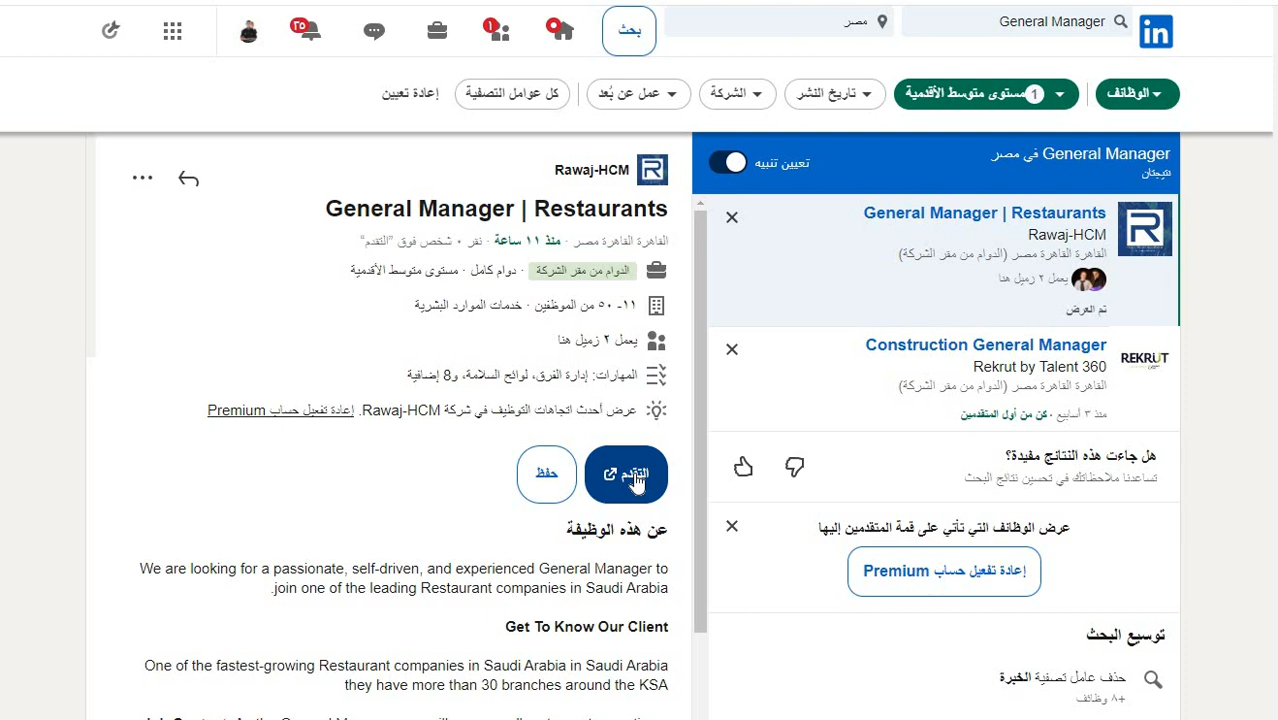 General Manager
مصر
بحث
١
٢٥
الوظائف
مستوى متوسط الأقدمية 1
تاريخ النشر
الشركة
عمل عن بُعد
كل عوامل التصفية
إعادة تعيين
General Manager في مصر
نتيجتان
تعيين تنبيه
General Manager | Restaurants
Rawaj-HCM
القاهرة القاهرة مصر (الدوام من مقر الشركة)
يعمل ٢ زميل هنا
تم العرض
Construction General Manager
Rekrut by Talent 360
REKRUT
القاهرة القاهرة مصر (الدوام من مقر الشركة)
منذ ٣ أسابيع · كن من أول المتقدمين
هل جاءت هذه النتائج مفيدة؟
تساعدنا ملاحظاتك في تحسين نتائج البحث
عرض الوظائف التي تأتي على قمة المتقدمين إليها
إعادة تفعيل حساب Premium
توسيع البحث
حذف عامل تصفية الخبرة
+٨ وظائف
Rawaj-HCM
General Manager | Restaurants
القاهرة القاهرة مصر · منذ ١١ ساعة · نفر ٠ شخص فوق "التقدم"
الدوام من مقر الشركة · دوام كامل · مستوى متوسط الأقدمية
١١- ٥٠ من الموظفين · خدمات الموارد البشرية
يعمل ٢ زميل هنا
المهارات: إدارة الفرق، لوائح السلامة، و8 إضافية
عرض أحدث اتجاهات التوظيف في شركة Rawaj-HCM. إعادة تفعيل حساب Premium
التقدم
حفظ
عن هذه الوظيفة
We are looking for a passionate, self-driven, and experienced General Manager to
join one of the leading Restaurant companies in Saudi Arabia.
Get To Know Our Client
One of the fastest-growing Restaurant companies in Saudi Arabia in Saudi Arabia
they have more than 30 branches around the KSA